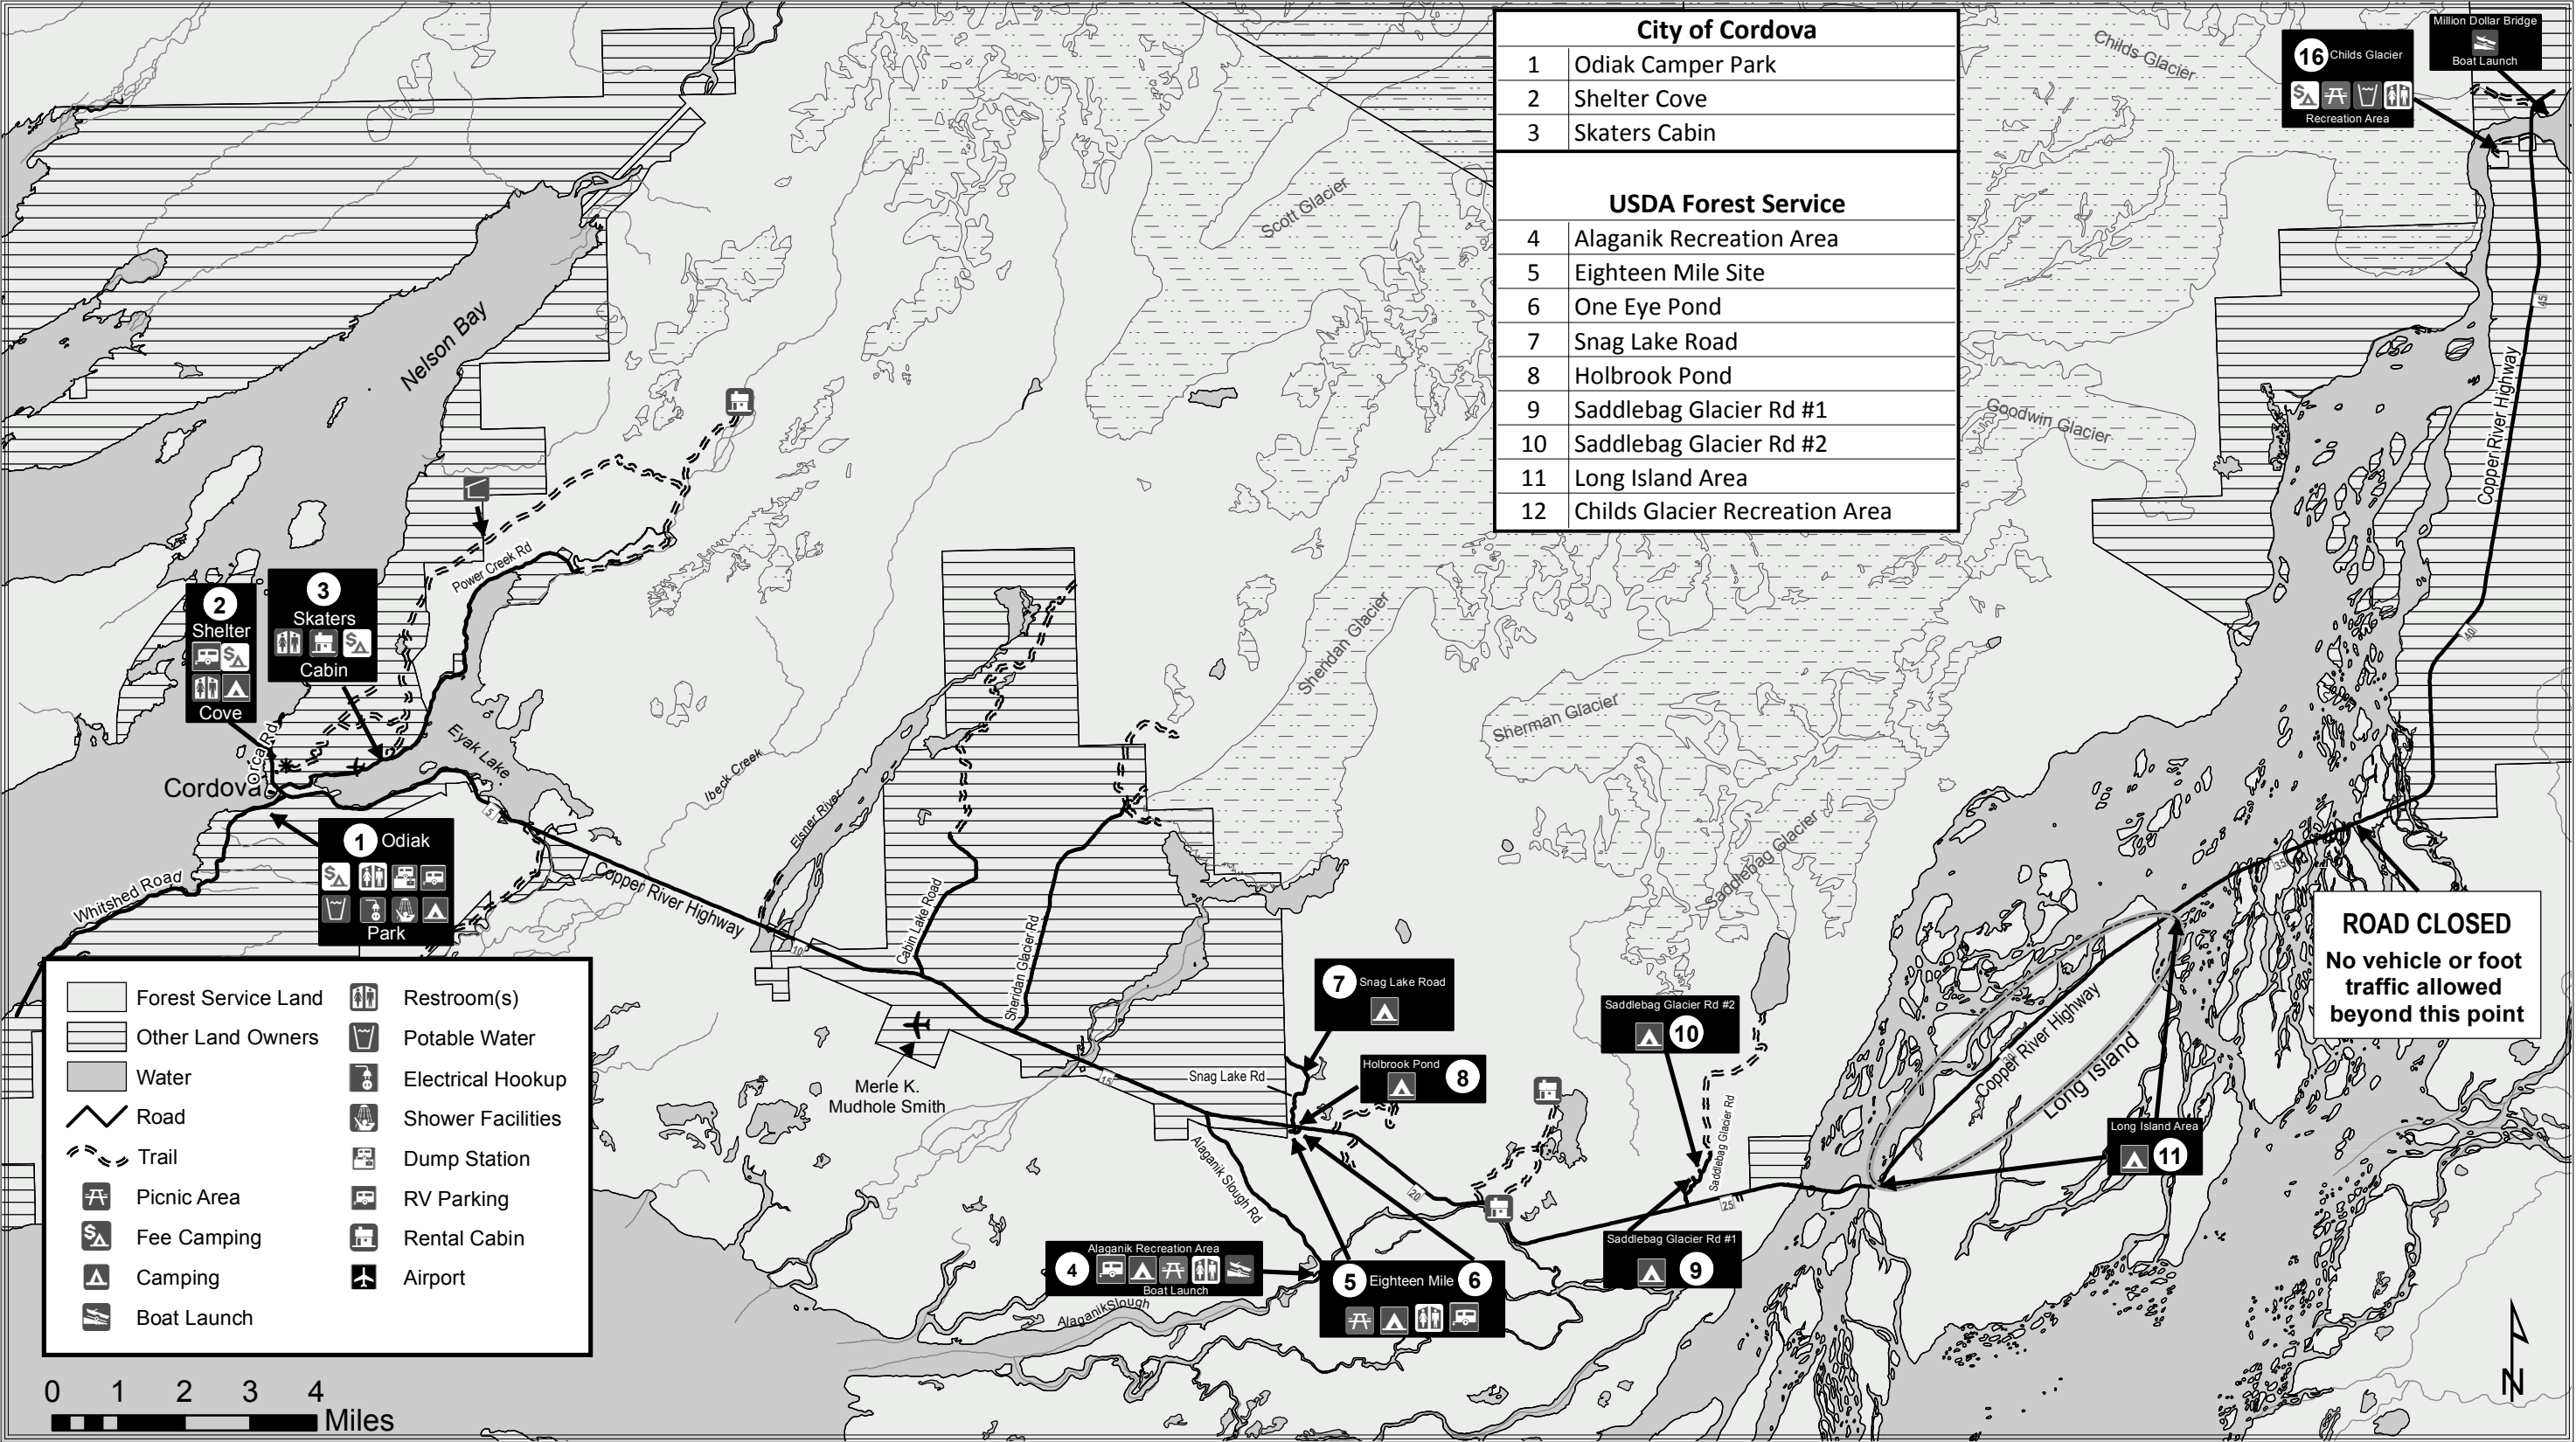 City of Cordova
1 Odiak Camper Park
2 Shelter Cove
3 Skaters Cabin
USDA Forest Service
4 Alaganik Recreation Area
5 Eighteen Mile Site
6 One Eye Pond
7 Snag Lake Road
8 Holbrook Pond
9 Saddlebag Glacier Rd #1
10 Saddlebag Glacier Rd #2
11 Long Island Area
12 Childs Glacier Recreation Area
Childs Glacier
16 Childs Glacier
Recreation Area
Million Dollar Bridge
Boat Launch
Scott Glacier
Nelson Bay
Goodwin Glacier
Copper River Highway
45
40
Power Creek Rd
2
Shelter
Cove
3
Skaters
Cabin
Sheridan Glacier
Sherman Glacier
Saddlebag Glacier
Orca Rd
Eyak Lake
Cordova
5
Ibeck Creek
Elsner River
1 Odiak
Park
Whitshed Road
Copper River Highway
10
Cabin Lake Road
Sheridan Glacier Rd
35
ROAD CLOSED
No vehicle or foot
traffic allowed
beyond this point
7 Snag Lake Road
Saddlebag Glacier Rd #2
10
Copper River Highway
30
Long Island
Merle K.
Mudhole Smith
15
Snag Lake Rd
Holbrook Pond
8
Saddlebag Glacier Rd
Long Island Area
11
Alaganik Slough Rd
20
25
Alaganik Recreation Area
4
Boat Launch
5 Eighteen Mile 6
Saddlebag Glacier Rd #1
9
AlaganikSlough
Forest Service Land
Other Land Owners
Water
Road
Trail
Picnic Area
Fee Camping
Camping
Boat Launch
Restroom(s)
Potable Water
Electrical Hookup
Shower Facilities
Dump Station
RV Parking
Rental Cabin
Airport
0 1 2 3 4
Miles
N